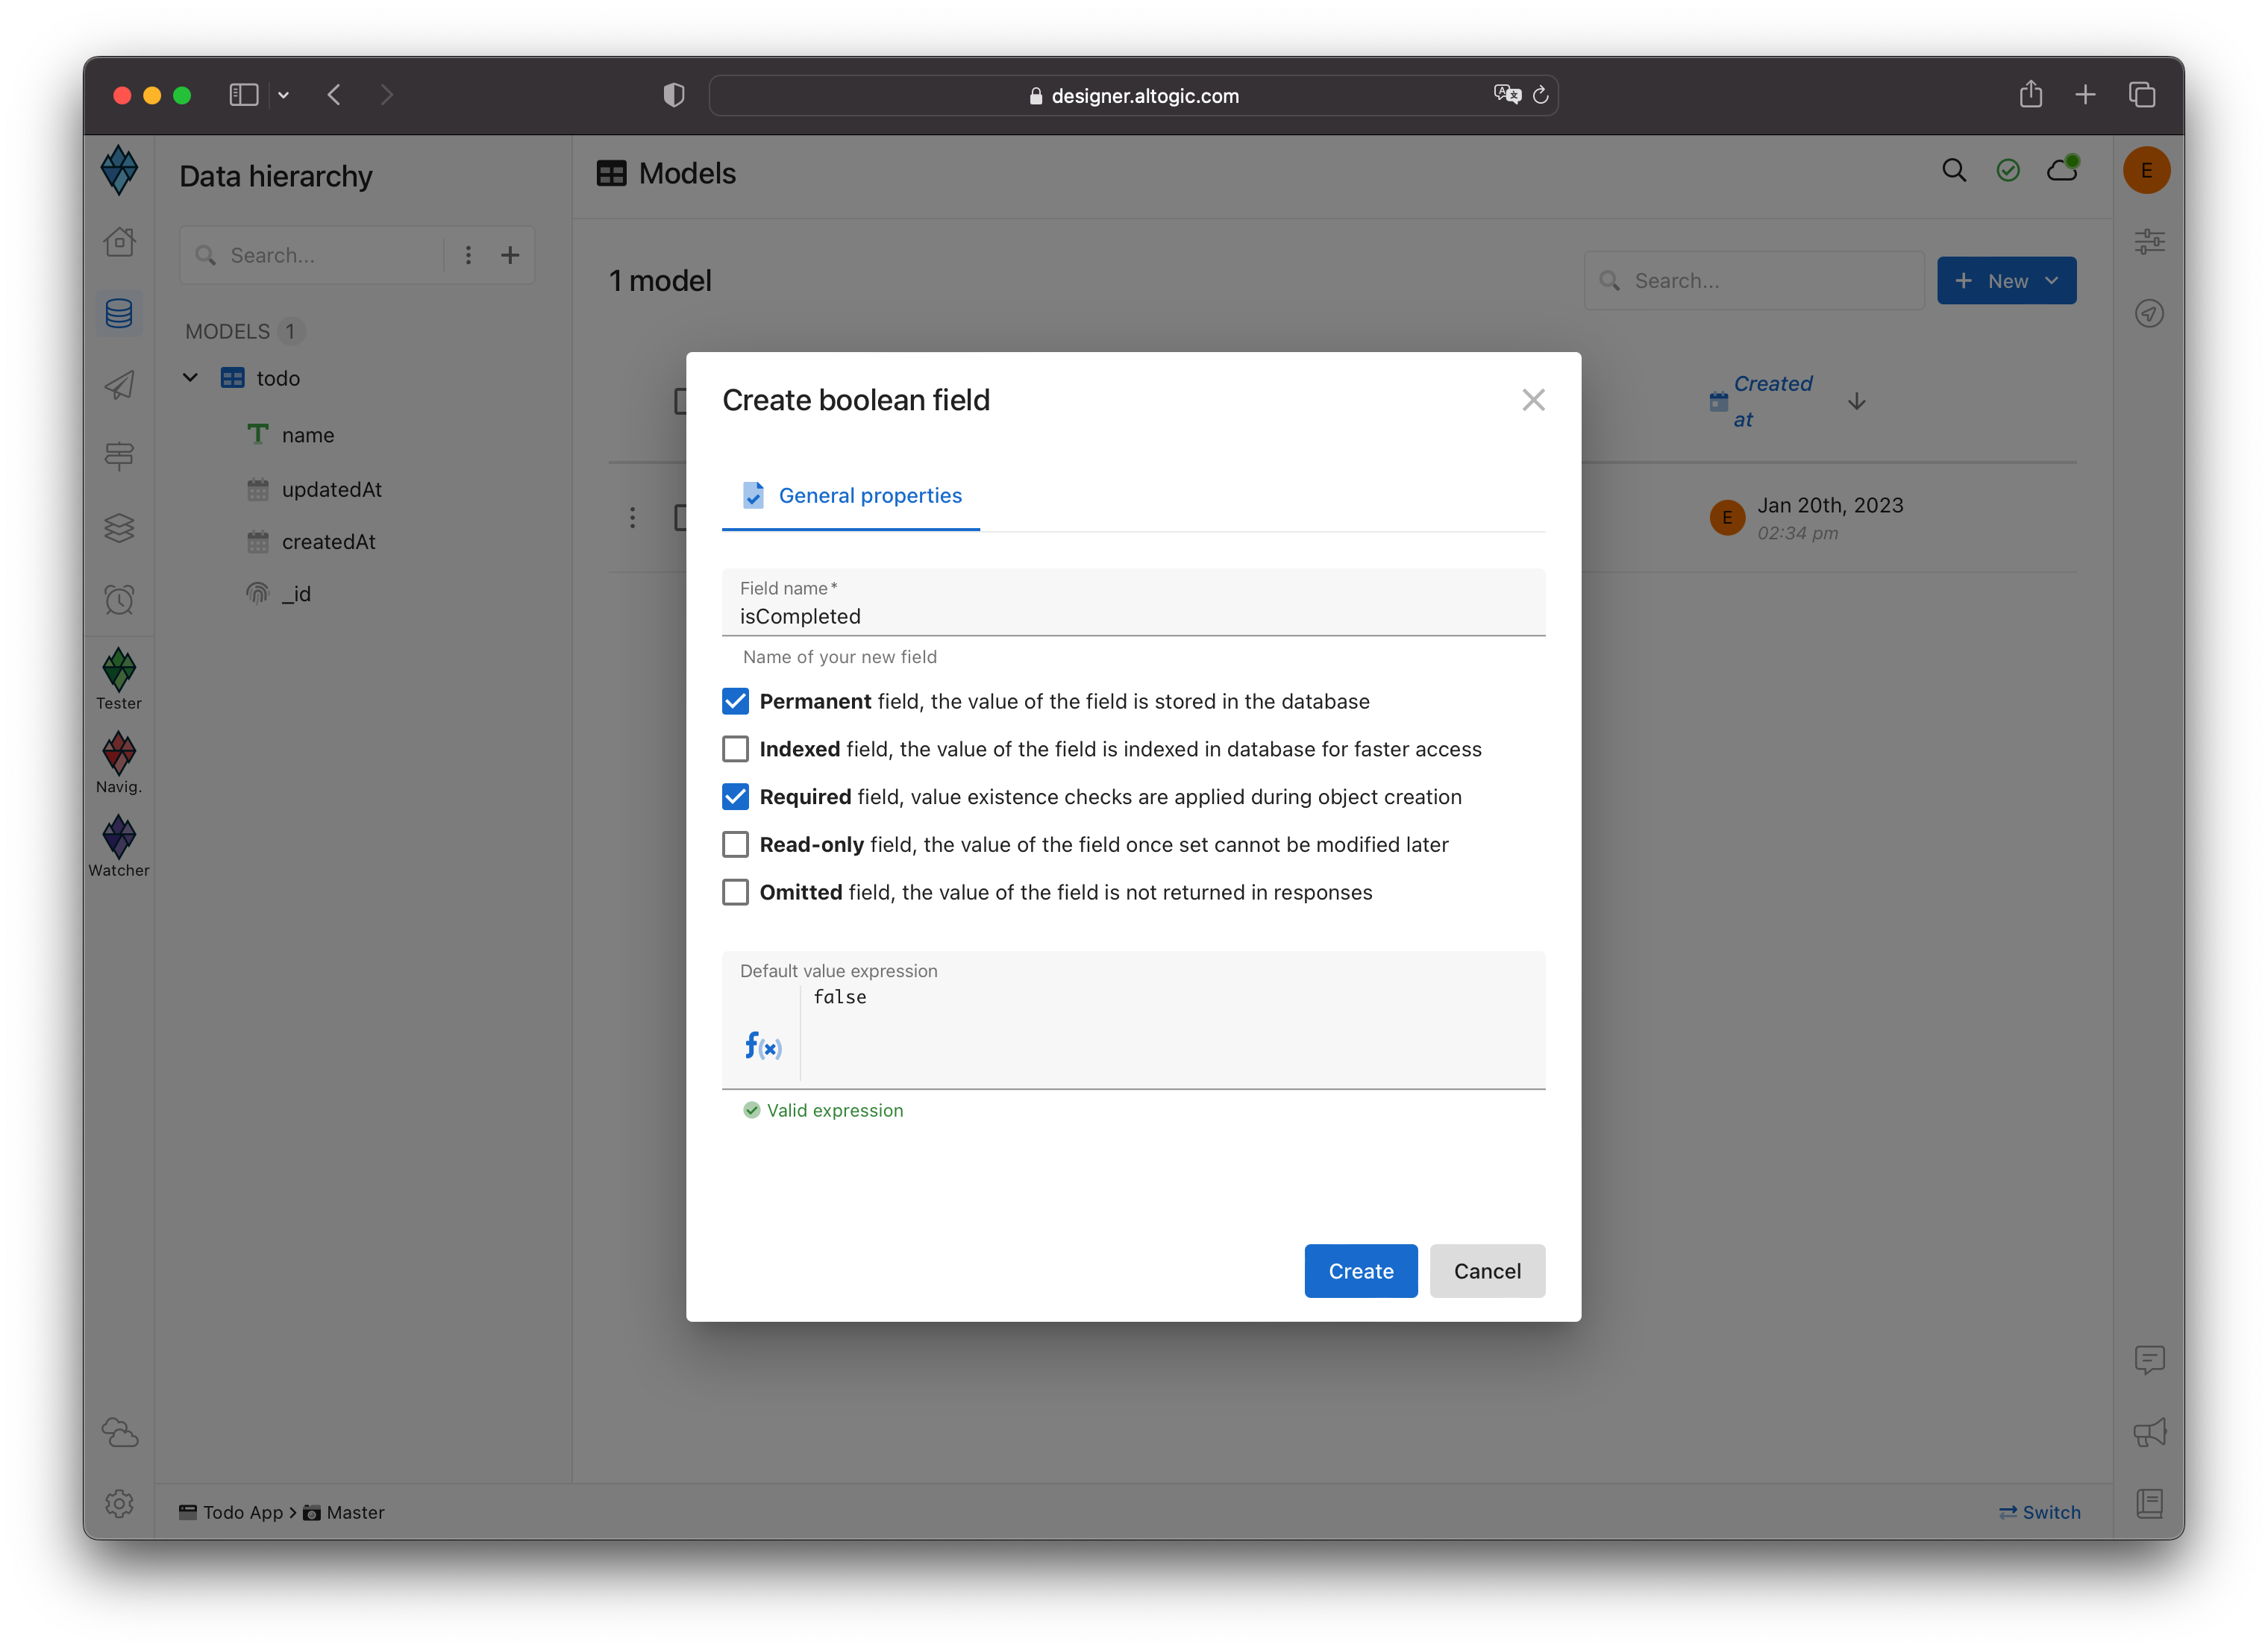 designer.altogic.com
Data hierarchy
Models
E
Search...
1 model
Search...
New
MODELS 1
todo
name
updatedAt
createdAt
_id
Tester
Navig.
Watcher
Created
at
E
Jan 20th, 2023
02:34 pm
Create boolean field
General properties
Field name*
isCompleted
Name of your new field
Permanent field, the value of the field is stored in the database
Indexed field, the value of the field is indexed in database for faster access
Required field, value existence checks are applied during object creation
Read-only field, the value of the field once set cannot be modified later
Omitted field, the value of the field is not returned in responses
Default value expression
false
f(x)
Valid expression
Create
Cancel
Todo App > Master
Switch